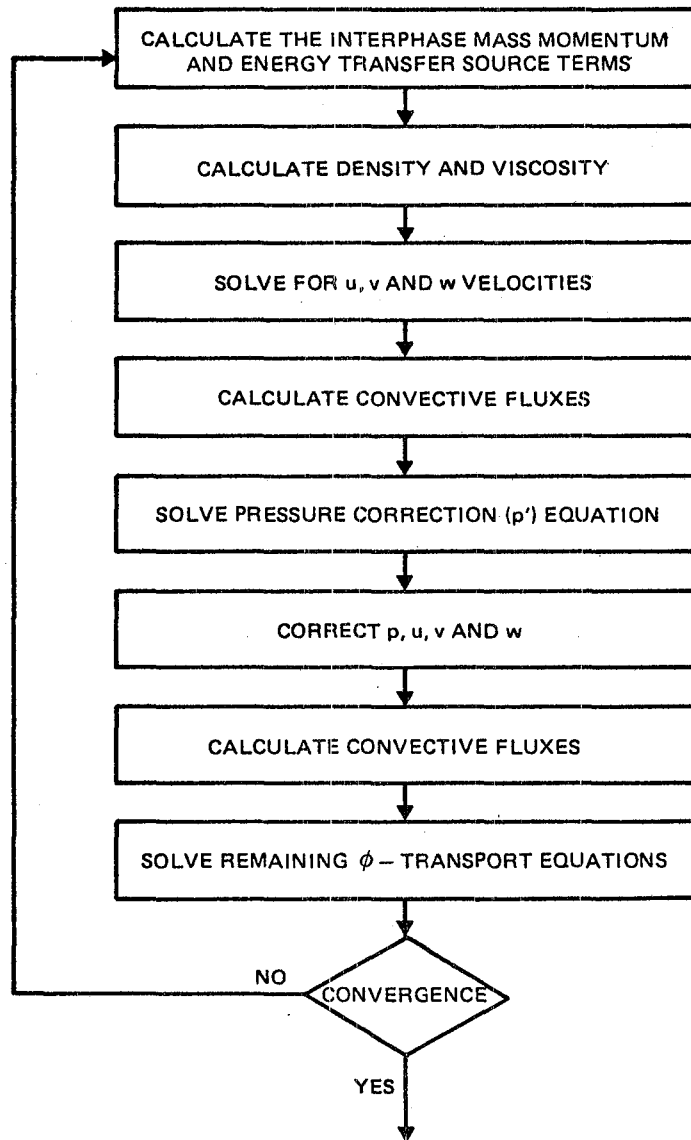 CALCULATE THE INTERPHASE MASS MOMENTUM
AND ENERGY TRANSFER SOURCE TERMS
CALCULATE DENSITY AND VISCOSITY
SOLVE FOR u, v AND w VELOCITIES
CALCULATE CONVECTIVE FLUXES
SOLVE PRESSURE CORRECTION (p′) EQUATION
CORRECT p, u, v AND w
CALCULATE CONVECTIVE FLUXES
SOLVE REMAINING ϕ – TRANSPORT EQUATIONS
NO
CONVERGENCE
YES